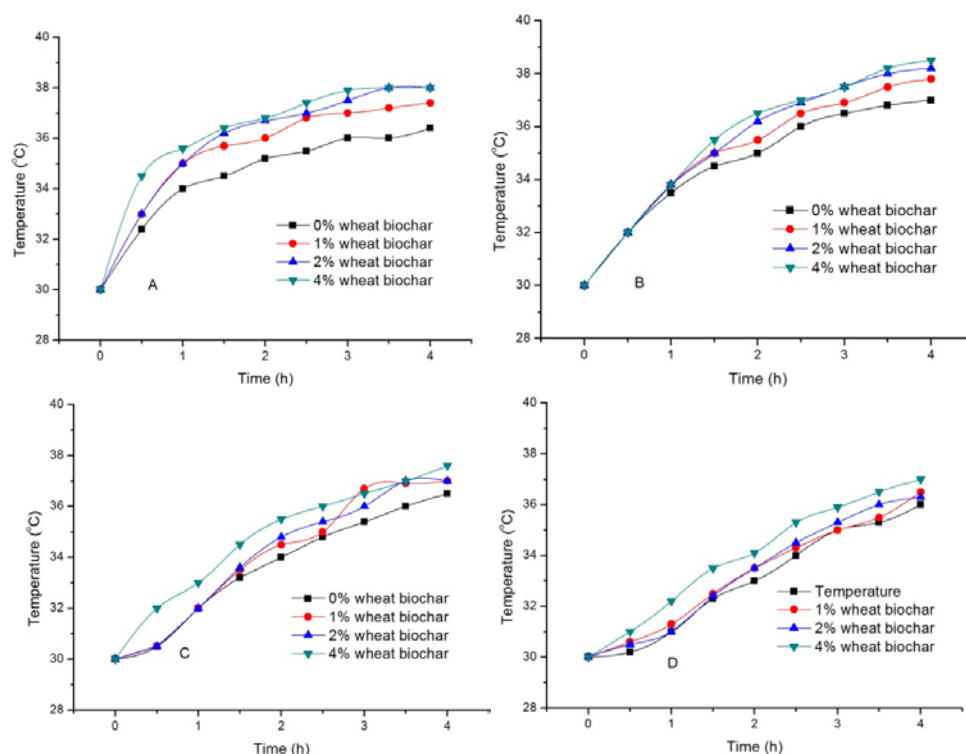 40
38
36
34
32
30
28
Temperature (°C)
0% wheat biochar
1% wheat biochar
2% wheat biochar
4% wheat biochar
A
0 1 2 3 4
Time (h)
40
38
36
34
32
30
28
Temperature (°C)
0% wheat biochar
1% wheat biochar
2% wheat biochar
4% wheat biochar
B
0 1 2 3 4
Time (h)
40
38
36
34
32
30
28
Temperature (°C)
0% wheat biochar
1% wheat biochar
2% wheat biochar
4% wheat biochar
C
0 1 2 3 4
Time (h)
40
38
36
34
32
30
28
Temperature (°C)
Temperature
1% wheat biochar
2% wheat biochar
4% wheat biochar
D
0 1 2 3 4
Time (h)